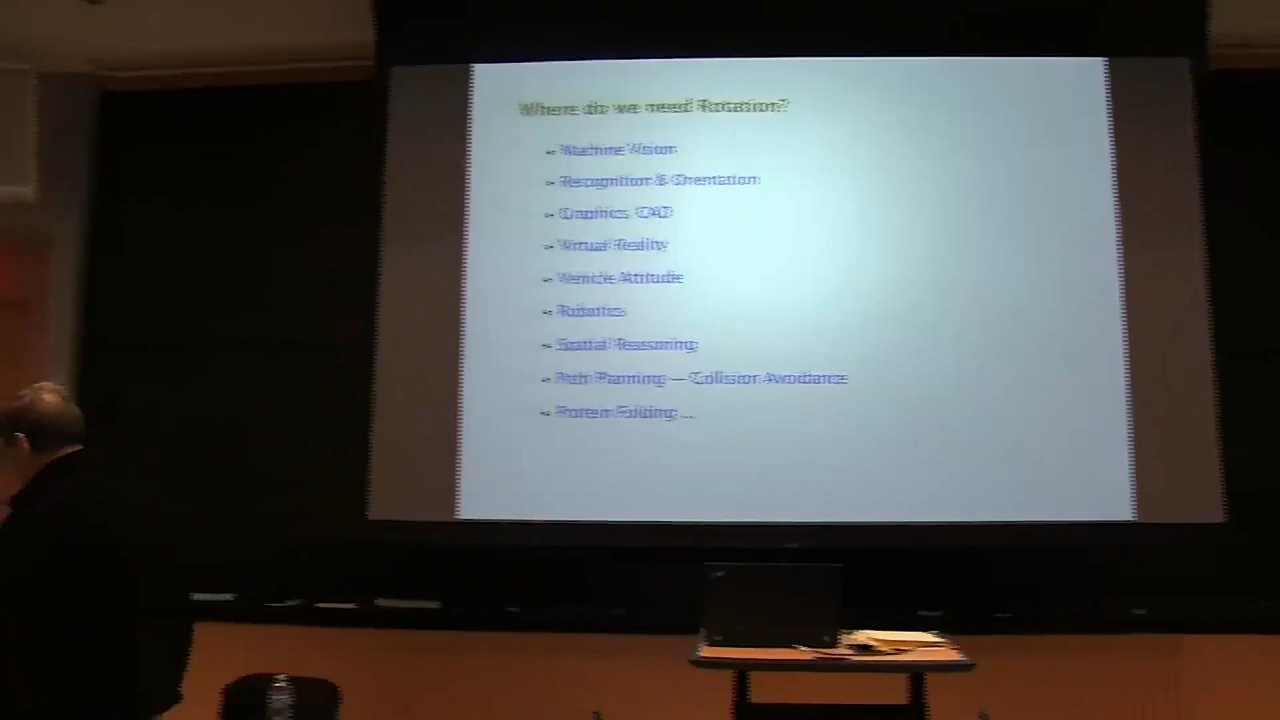 Where do we need Rotation?
– Machine Vision
– Recognition & Orientation
– Graphics, CAD
– Virtual Reality
– Vehicle Attitude
– Robotics
– Spatial Reasoning
– Path Planning — Collision Avoidance
– Protein Folding ...